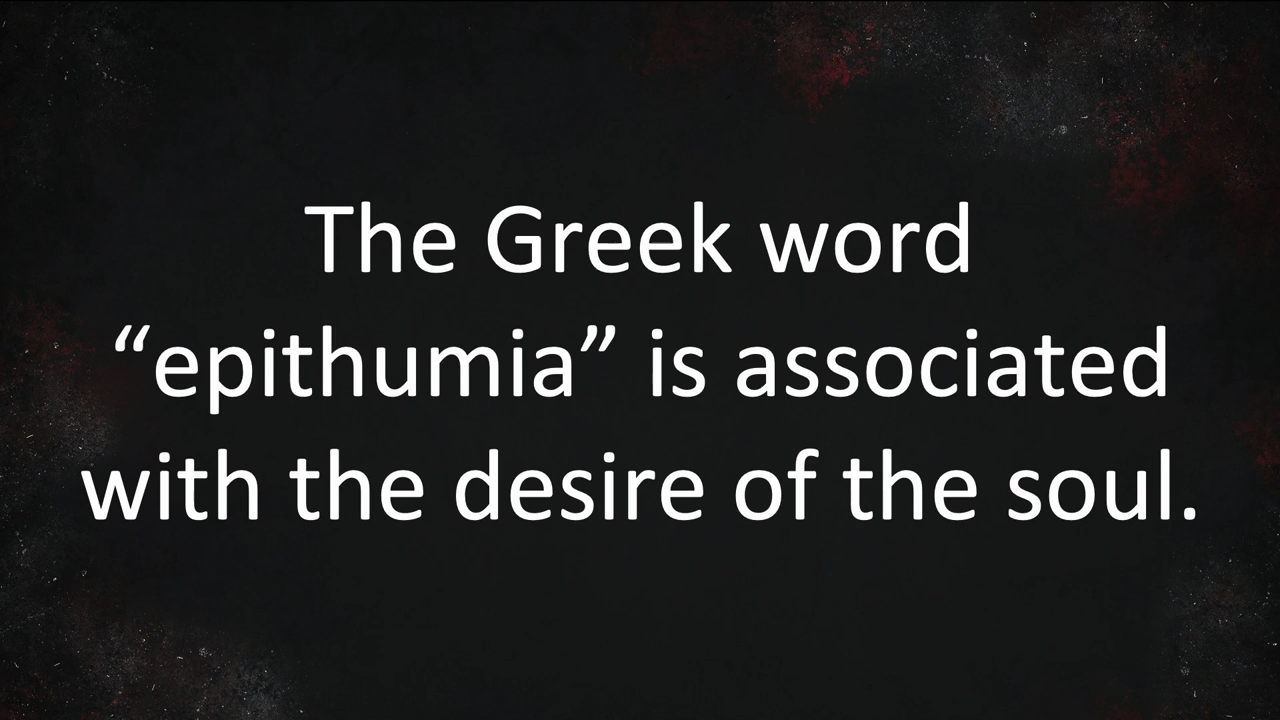 The Greek word
“epithumia” is associated
with the desire of the soul.